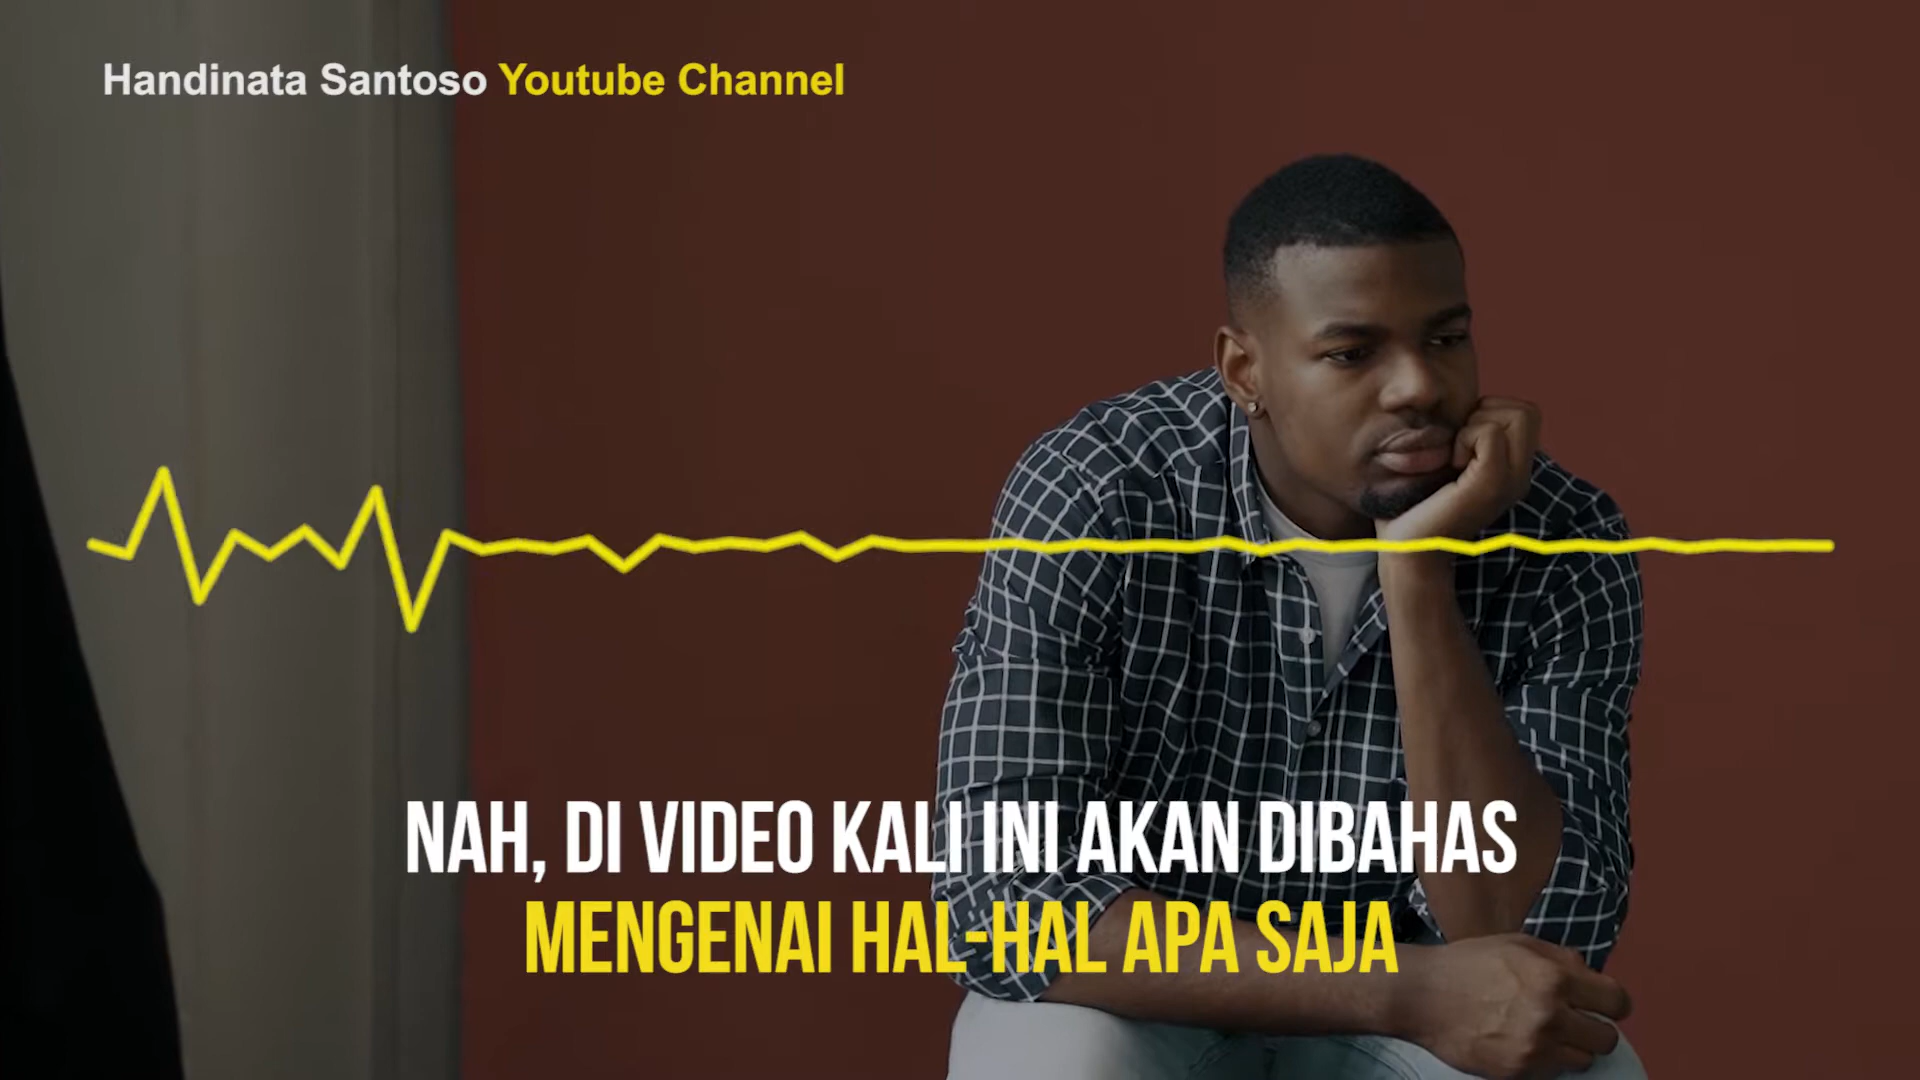 Handinata Santoso Youtube Channel
NAH, DI VIDEO KALI INI AKAN DIBAHAS
MENGENAI HAL-HAL APA SAJA